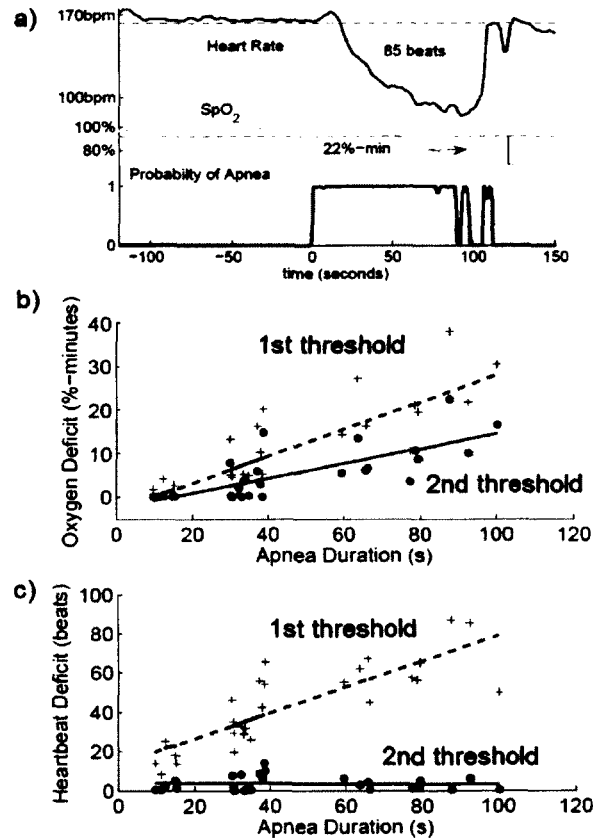 a)
170bpm
Heart Rate
85 beats
100bpm
SpO2
100%
80%
22%-min
Probability of Apnea
1
0
−100 −50 0 50 100 150
time (seconds)
b)
Oxygen Deficit (%−minutes)
40
30
20
10
0
1st threshold
2nd threshold
0 20 40 60 80 100 120
Apnea Duration (s)
c)
Heartbeat Deficit (beats)
100
80
60
40
20
0
1st threshold
2nd threshold
0 20 40 60 80 100 120
Apnea Duration (s)